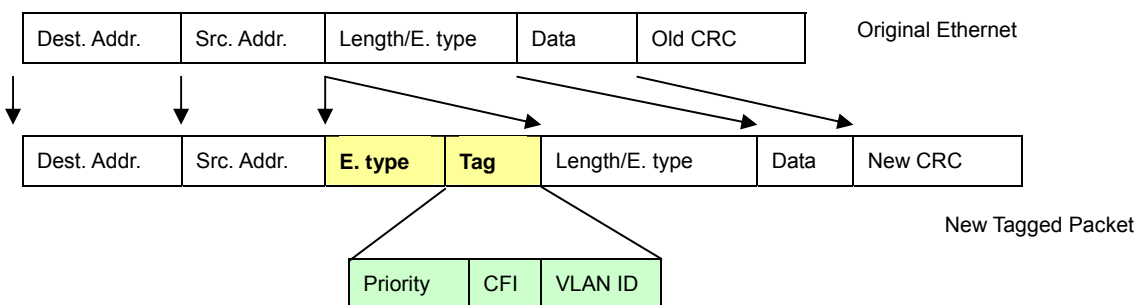 Dest. Addr. Src. Addr. Length/E. type Data Old CRC Original Ethernet
Dest. Addr. Src. Addr. E. type Tag Length/E. type Data New CRC
New Tagged Packet
Priority CFI VLAN ID